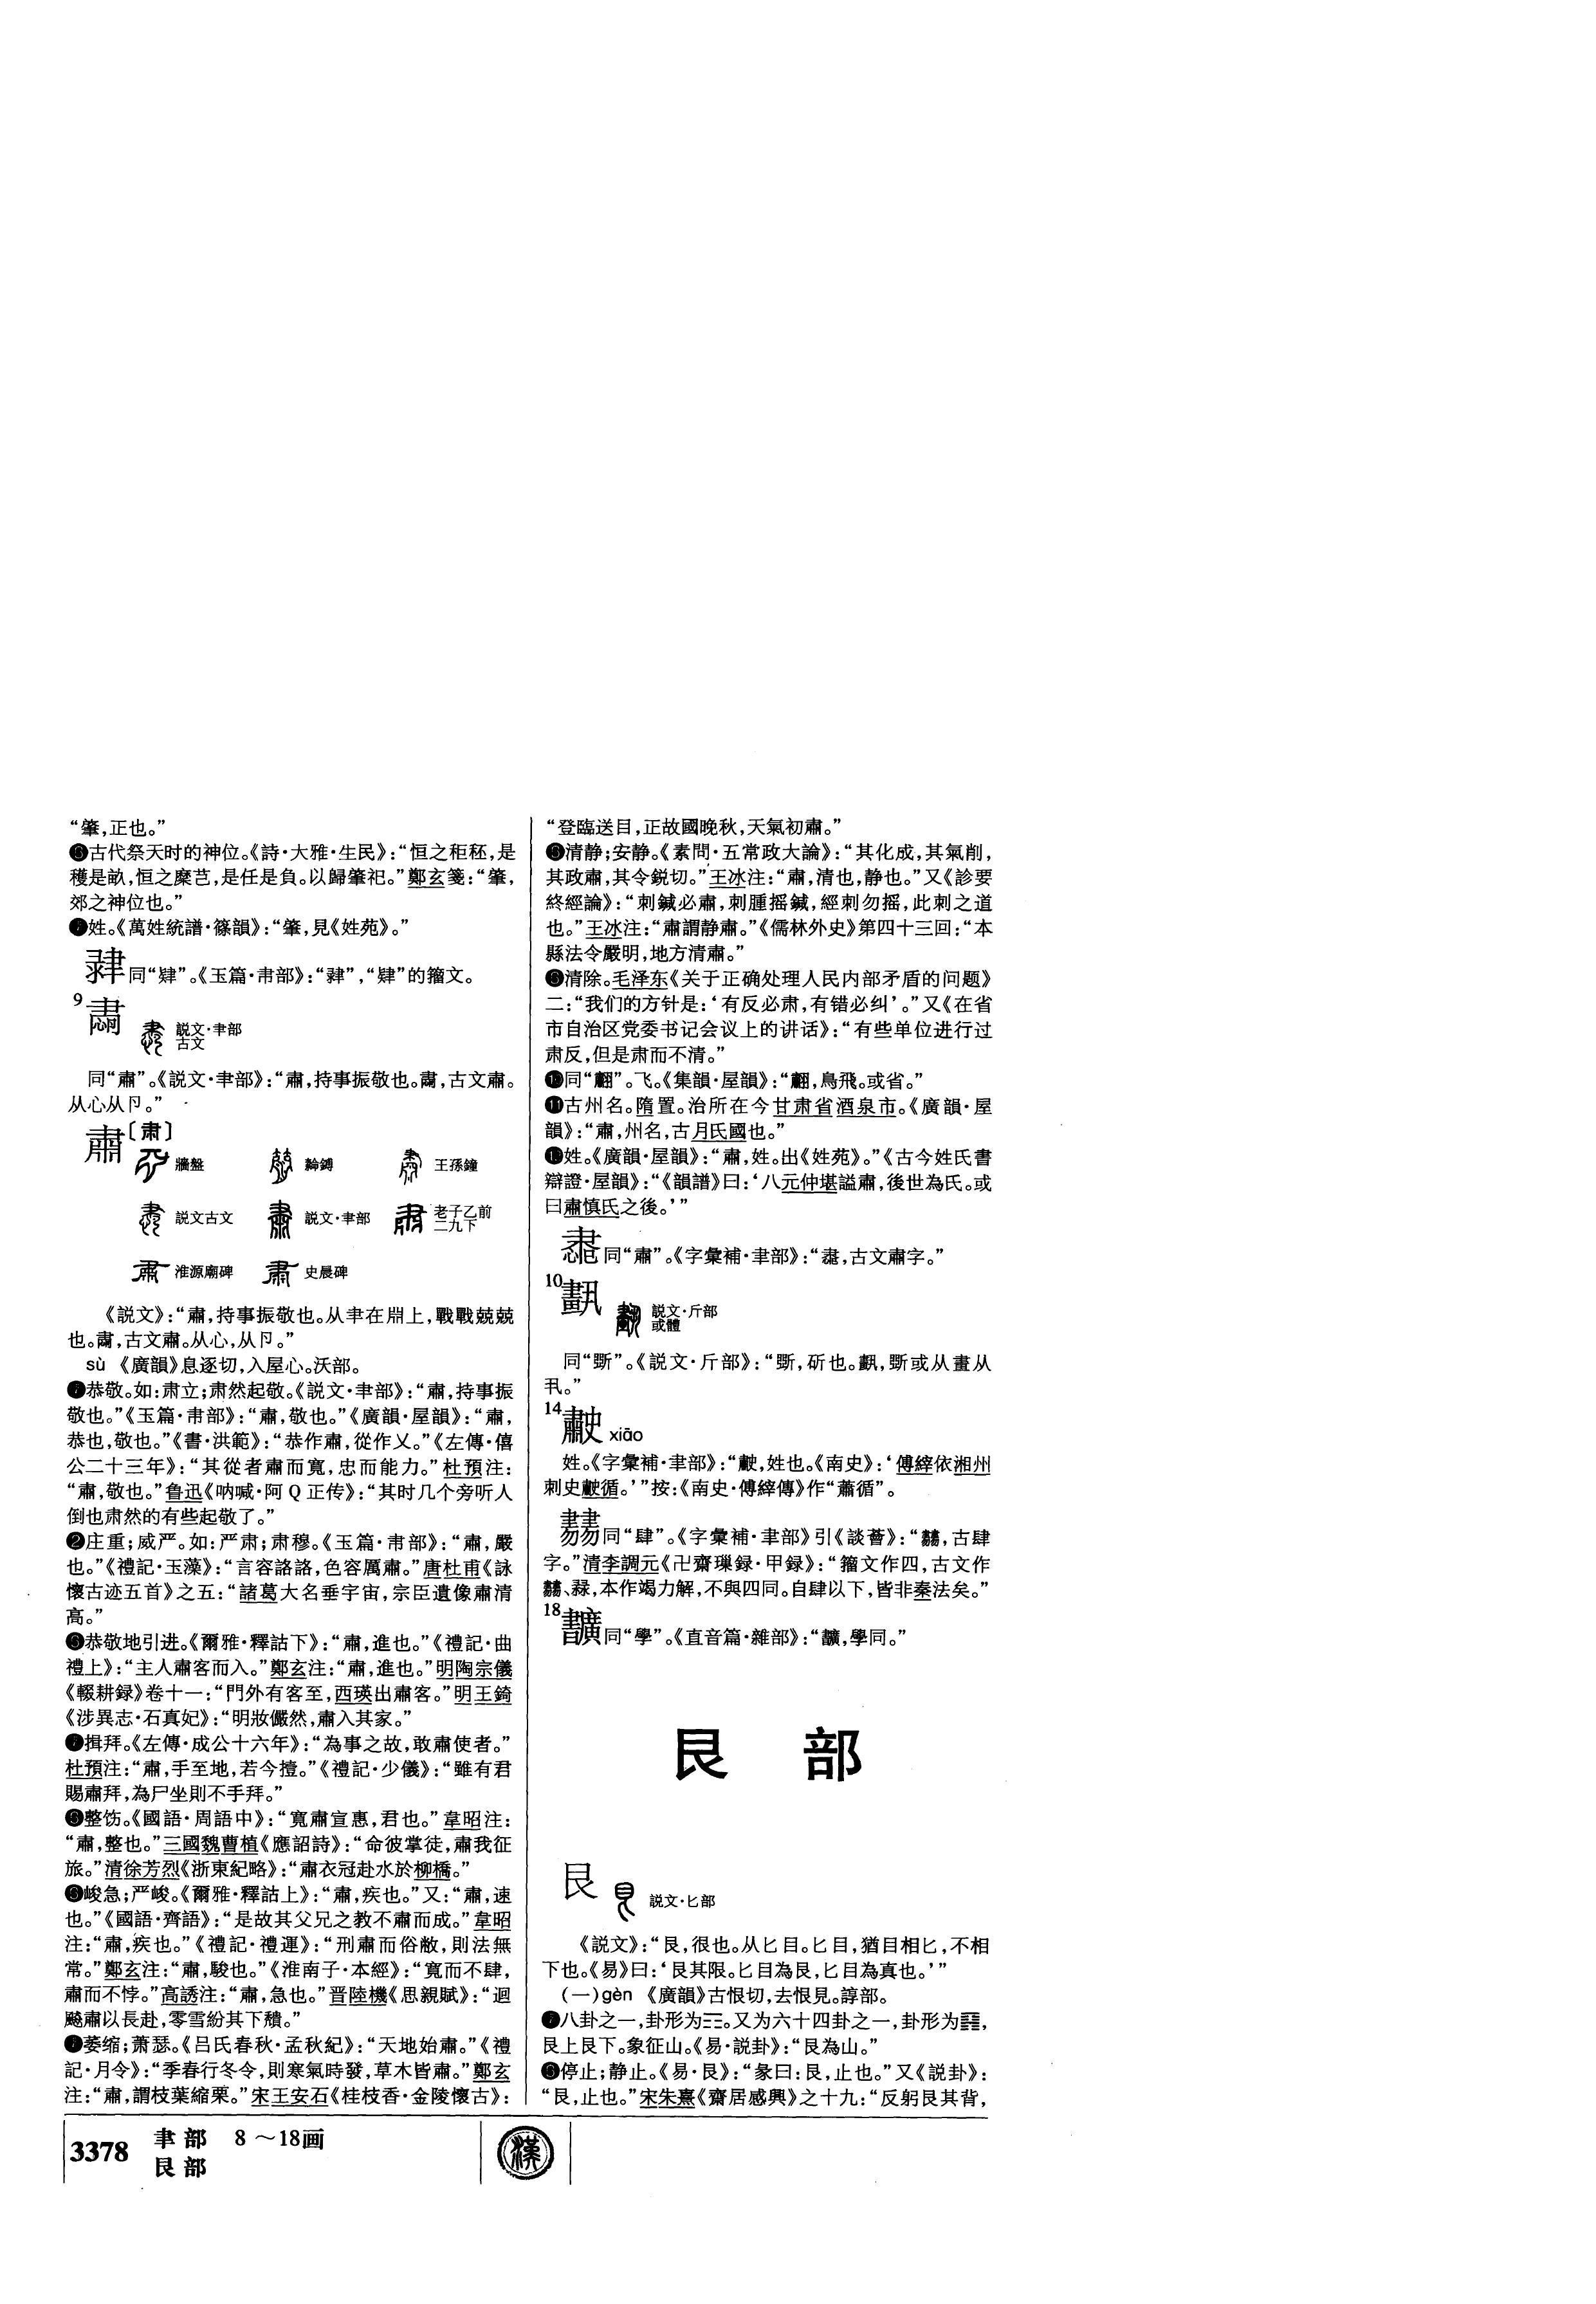 “肇，正也。”
❻古代祭天时的神位。《詩·大雅·生民》：“恒之秬秠，是
穫是畝，恒之糜芑，是任是負。以歸肇祀。”鄭玄箋：“肇，
郊之神位也。”
❼姓。《萬姓統譜·篠韻》：“肇，見《姓苑》。”
同“肄”。《玉篇·𦘒部》：“”，“肄”的籀文。
9
説文·𦘔部
古文
同“肅”。《説文·𦘔部》：“肅，持事振敬也。，古文肅。
从心从卪。”
肅〔肃〕
牆盤 鎛 王孫鐘
説文古文 説文·𦘔部 老子乙前
二九下
淮源廟碑 史晨碑
《説文》：“肅，持事振敬也。从𦘔在𣶒上，戰戰兢兢
也。，古文肅。从心，从卪。”
sù 《廣韻》息逐切，入屋心。沃部。
❶恭敬。如：肃立；肃然起敬。《説文·𦘔部》：“肅，持事振
敬也。”《玉篇·𦘒部》：“肅，敬也。”《廣韻·屋韻》：“肅，
恭也，敬也。”《書·洪範》：“恭作肅，從作乂。”《左傳·僖
公二十三年》：“其從者肅而寬，忠而能力。”杜預注：
“肅，敬也。”鲁迅《呐喊·阿Q正传》：“其时几个旁听人
倒也肃然的有些起敬了。”
❷庄重；威严。如：严肃；肃穆。《玉篇·𦘒部》：“肅，嚴
也。”《禮記·玉藻》：“言容詻詻，色容厲肅。”唐杜甫《詠
懷古迹五首》之五：“諸葛大名垂宇宙，宗臣遺像肅清
高。”
❸恭敬地引进。《爾雅·釋詁下》：“肅，進也。”《禮記·曲
禮上》：“主人肅客而入。”鄭玄注：“肅，進也。”明陶宗儀
《輟耕録》卷十一：“門外有客至，西瑛出肅客。”明王錡
《涉異志·石真妃》：“明妝儼然，肅入其家。”
❹揖拜。《左傳·成公十六年》：“為事之故，敢肅使者。”
杜預注：“肅，手至地，若今撎。”《禮記·少儀》：“雖有君
賜肅拜，為尸坐則不手拜。”
❺整饬。《國語·周語中》：“寬肅宣惠，君也。”韋昭注：
“肅，整也。”三國魏曹植《應詔詩》：“命彼掌徒，肅我征
旅。”清徐芳烈《浙東紀略》：“肅衣冠赴水於柳橋。”
❻峻急；严峻。《爾雅·釋詁上》：“肅，疾也。”又：“肅，速
也。”《國語·齊語》：“是故其父兄之教不肅而成。”韋昭
注：“肅，疾也。”《禮記·禮運》：“刑肅而俗敝，則法無
常。”鄭玄注：“肅，駿也。”《淮南子·本經》：“寬而不肆，
肅而不悖。”高誘注：“肅，急也。”晋陸機《思親賦》：“迴
飈肅以長赴，零雪紛其下穨。”
❼萎缩；萧瑟。《吕氏春秋·孟秋紀》：“天地始肅。”《禮
記·月令》：“季春行冬令，則寒氣時發，草木皆肅。”鄭玄
注：“肅，謂枝葉縮栗。”宋王安石《桂枝香·金陵懷古》：
“登臨送目，正故國晚秋，天氣初肅。”
❽清静；安静。《素問·五常政大論》：“其化成，其氣削，
其政肅，其令鋭切。”王冰注：“肅，清也，静也。”又《診要
終經論》：“刺鍼必肅，刺腫摇鍼，經刺勿摇，此刺之道
也。”王冰注：“肅謂静肅。”《儒林外史》第四十三回：“本
縣法令嚴明，地方清肅。”
❾清除。毛泽东《关于正确处理人民内部矛盾的问题》
二：“我们的方针是：‘有反必肃，有错必纠’。”又《在省
市自治区党委书记会议上的讲话》：“有些单位进行过
肃反，但是肃而不清。”
❿同“䎘”。飞。《集韻·屋韻》：“䎘，鳥飛。或省。”
⓫古州名。隋置。治所在今甘肃省酒泉市。《廣韻·屋
韻》：“肅，州名，古月氏國也。”
⓬姓。《廣韻·屋韻》：“肅，姓。出《姓苑》。”《古今姓氏書
辯證·屋韻》：“《韻譜》曰：‘八元仲堪謚肅，後世為氏。或
曰肅慎氏之後。’”
同“肅”。《字彙補·𦘔部》：“，古文肅字。”
10
説文·斤部
或體
同“斲”。《説文·斤部》：“斲，斫也。，斲或从畫从
丮。”
14
xiāo
姓。《字彙補·𦘔部》：“，姓也。《南史》：‘傅縡依湘州
刺史循。’”按：《南史·傅縡傳》作“蕭循”。
同“肆”。《字彙補·𦘔部》引《談薈》：“，古肆
字。”清李調元《卍齋璅録·甲録》：“籀文作四，古文作
、，本作竭力解，不與四同。自肆以下，皆非秦法矣。”
18
同“學”。《直音篇·雜部》：“，學同。”
艮 部
艮 説文·匕部
《説文》：“艮，很也。从匕目。匕目，猶目相匕，不相
下也。《易》曰：‘艮其限。匕目為艮，匕目為真也。’”
（一）gèn 《廣韻》古恨切，去恨見。諄部。
❶八卦之一，卦形为☶。又为六十四卦之一，卦形为䷳，
艮上艮下。象征山。《易·説卦》：“艮為山。”
❷停止；静止。《易·艮》：“彖曰：艮，止也。”又《説卦》：
“艮，止也。”宋朱熹《齋居感興》之十九：“反躬艮其背，
3378 𦘔部 8～18画
艮部
漢